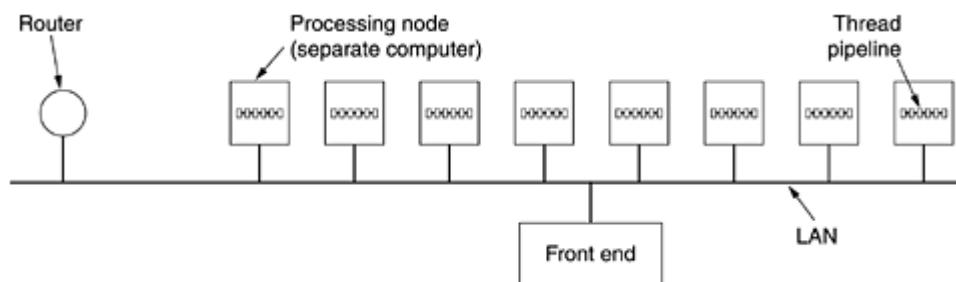 Router
Processing node
(separate computer)
Thread
pipeline
Front end
LAN